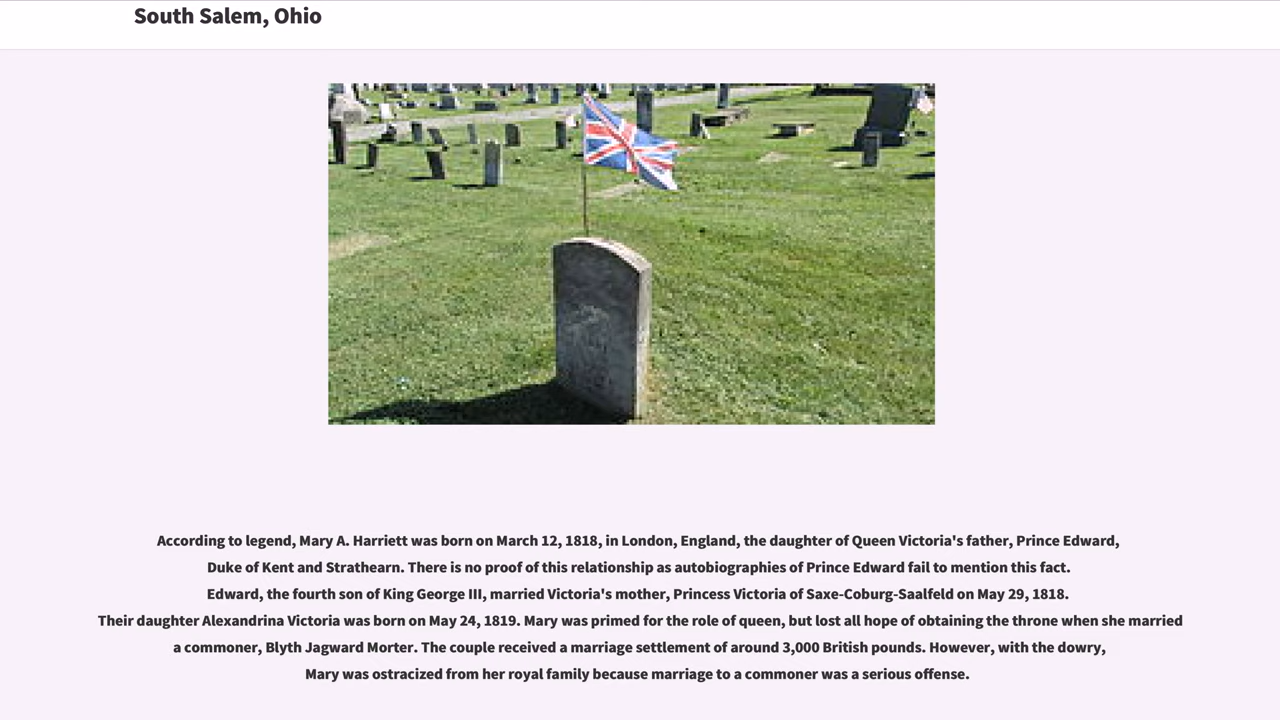 South Salem, Ohio
According to legend, Mary A. Harriett was born on March 12, 1818, in London, England, the daughter of Queen Victoria's father, Prince Edward,
Duke of Kent and Strathearn. There is no proof of this relationship as autobiographies of Prince Edward fail to mention this fact.
Edward, the fourth son of King George III, married Victoria's mother, Princess Victoria of Saxe-Coburg-Saalfeld on May 29, 1818.
Their daughter Alexandrina Victoria was born on May 24, 1819. Mary was primed for the role of queen, but lost all hope of obtaining the throne when she married
a commoner, Blyth Jagward Morter. The couple received a marriage settlement of around 3,000 British pounds. However, with the dowry,
Mary was ostracized from her royal family because marriage to a commoner was a serious offense.